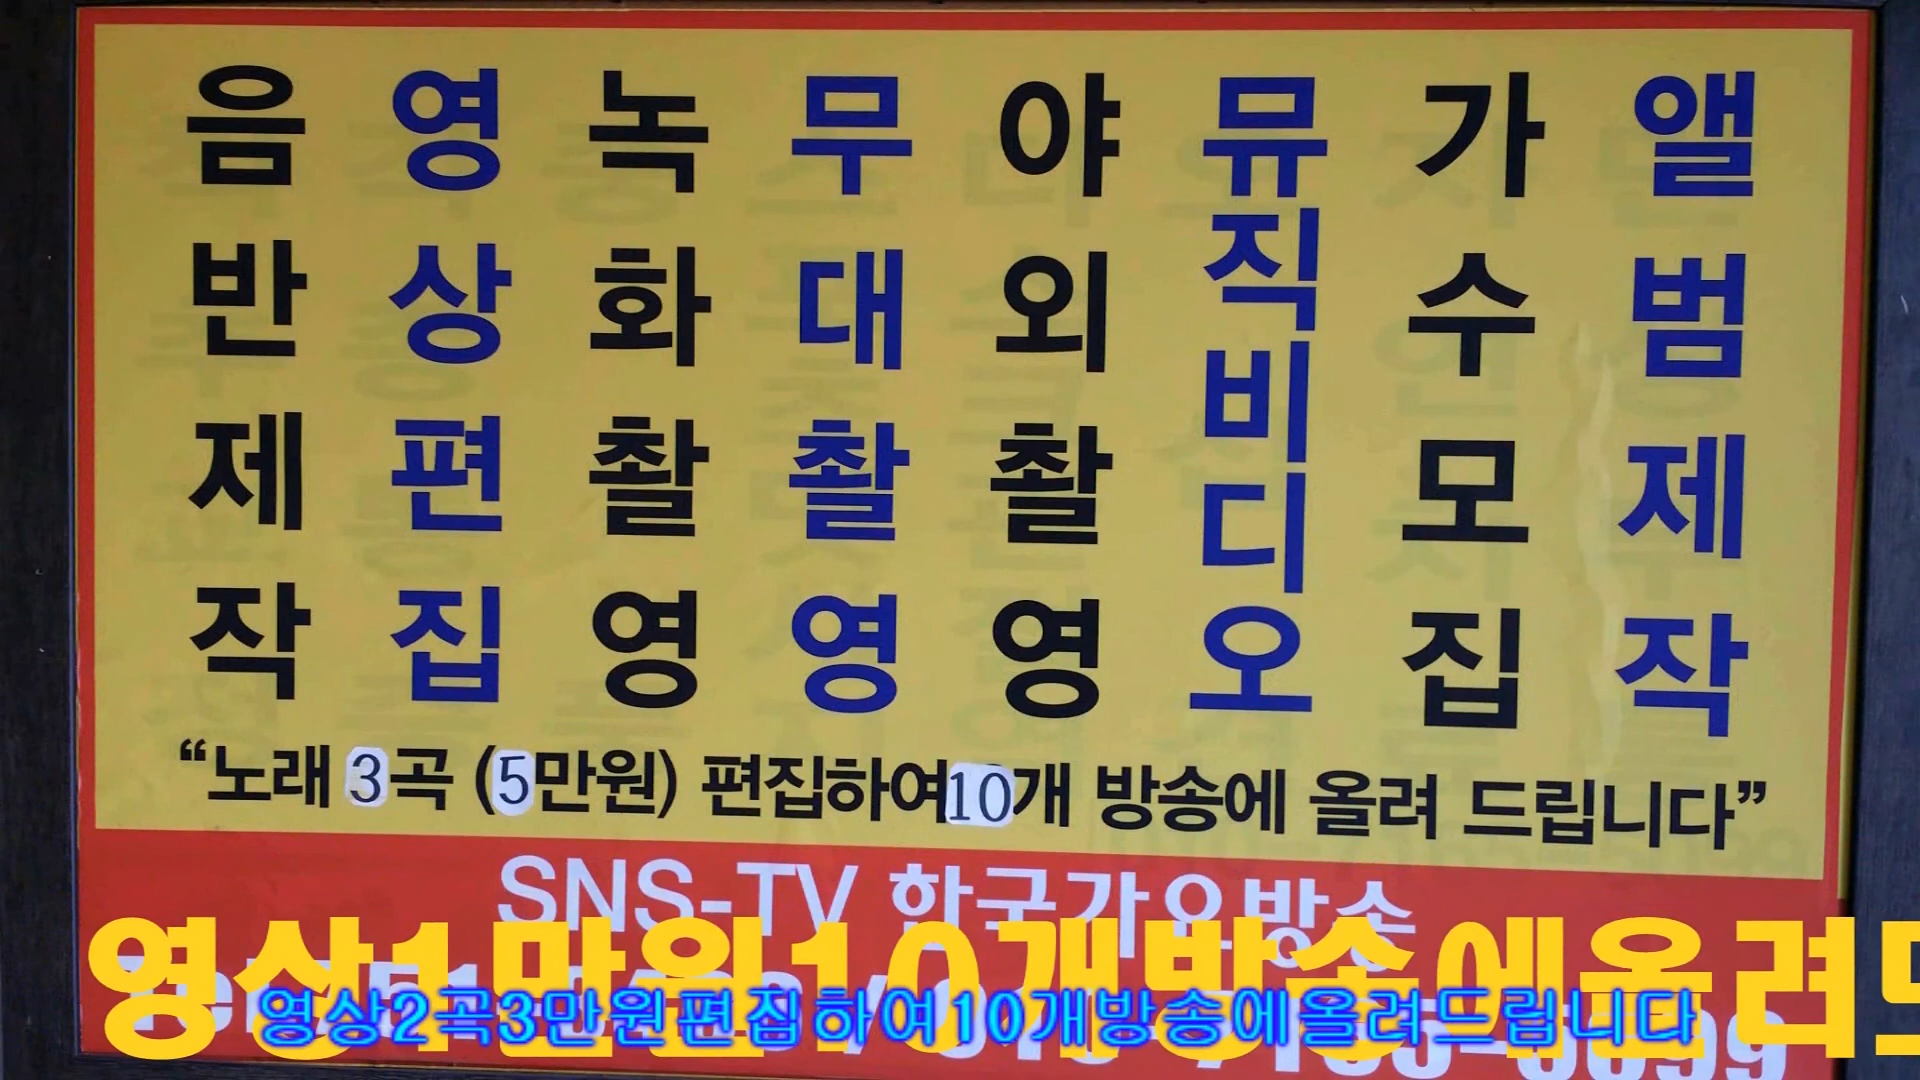 음반제작
영상편집
녹화촬영
무대촬영
야외촬영
뮤직비디오
가수모집
앨범제작
“노래 3곡 (5만원) 편집하여10개 방송에 올려 드립니다”
SNS-TV 한국가요방송
영상1만원10개방송에올려드
영상2곡3만원편집하여10개방송에올려드립니다